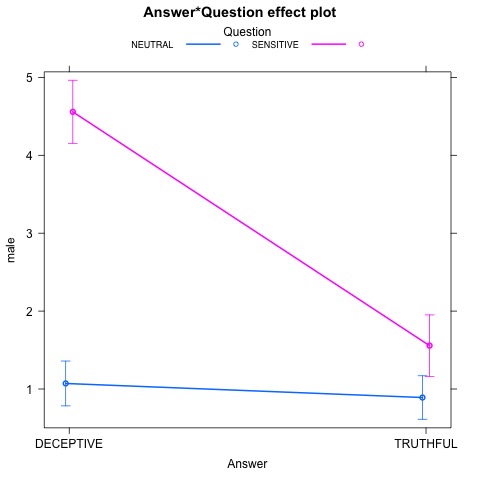 Answer*Question effect plot
Question
NEUTRAL SENSITIVE
5
4
3
2
1
male
DECEPTIVE TRUTHFUL
Answer